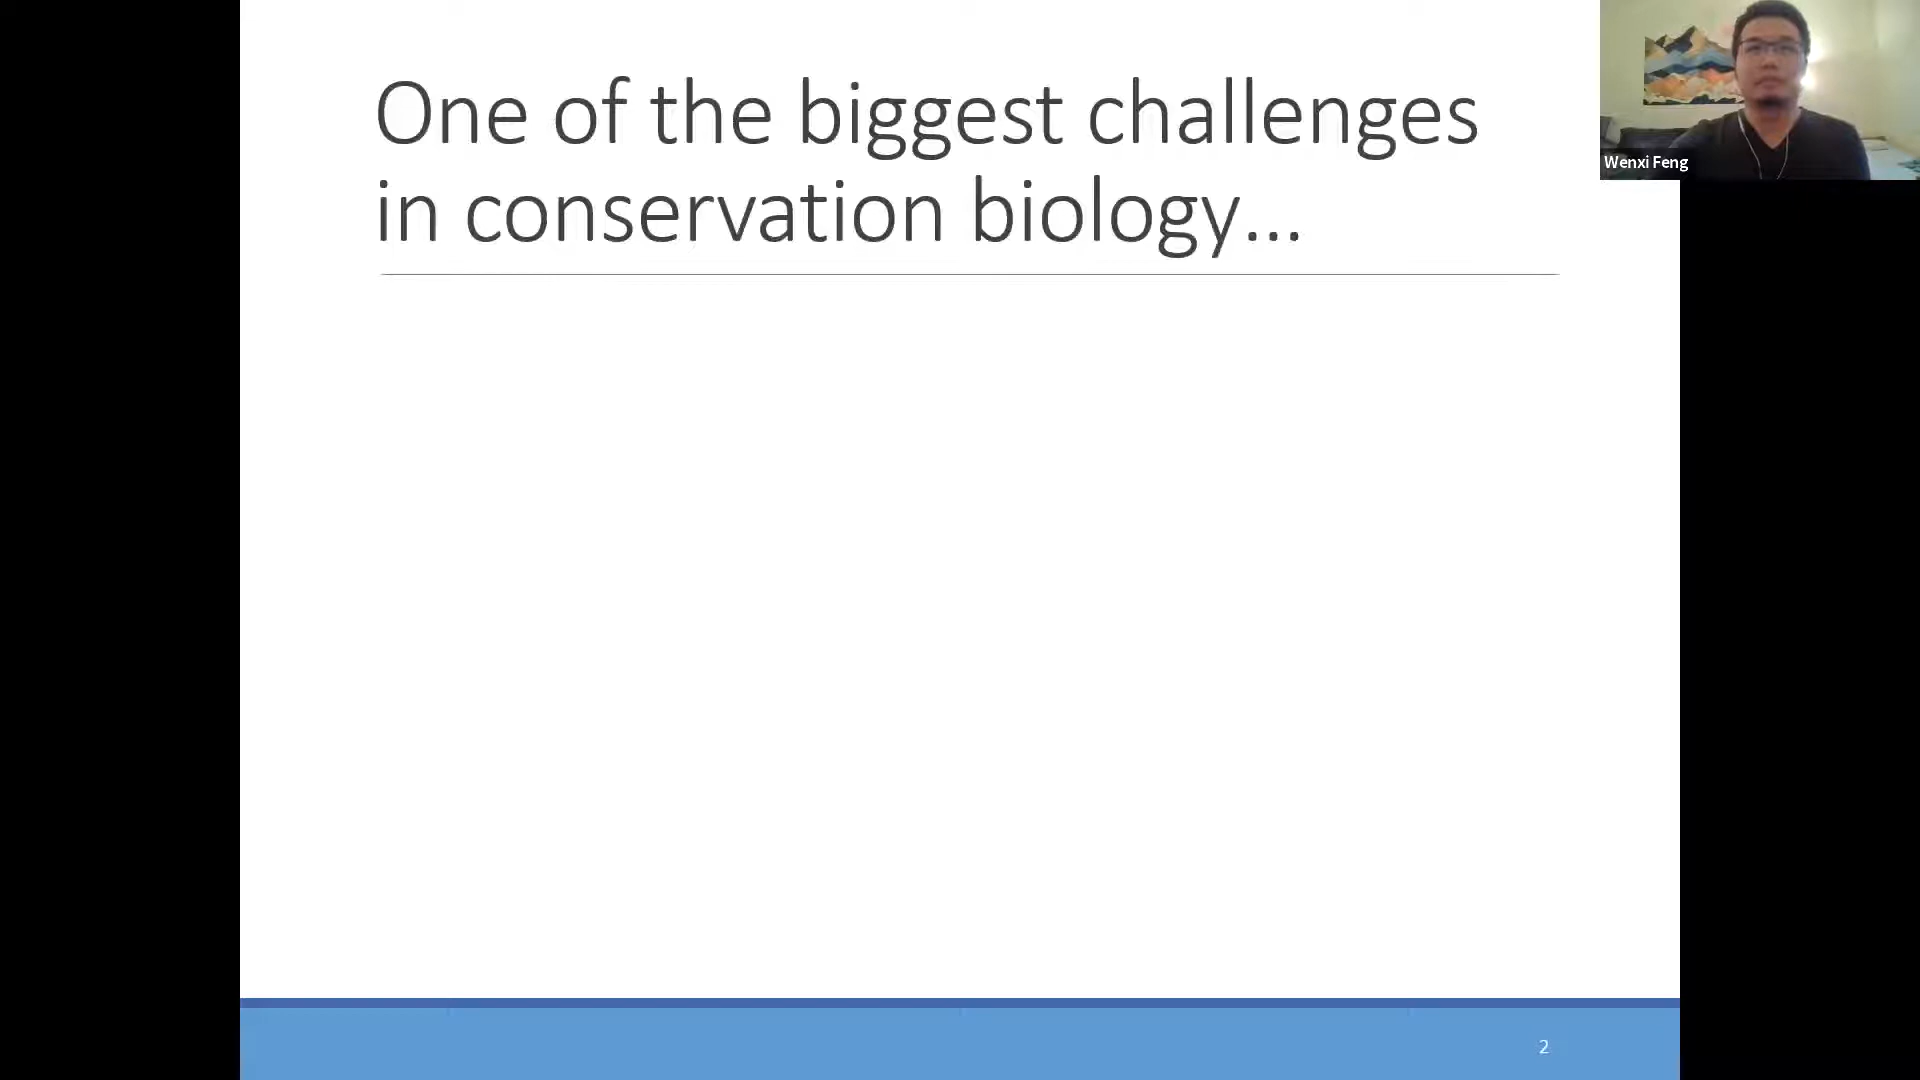 One of the biggest challenges
in conservation biology...
Wenxi Feng
2